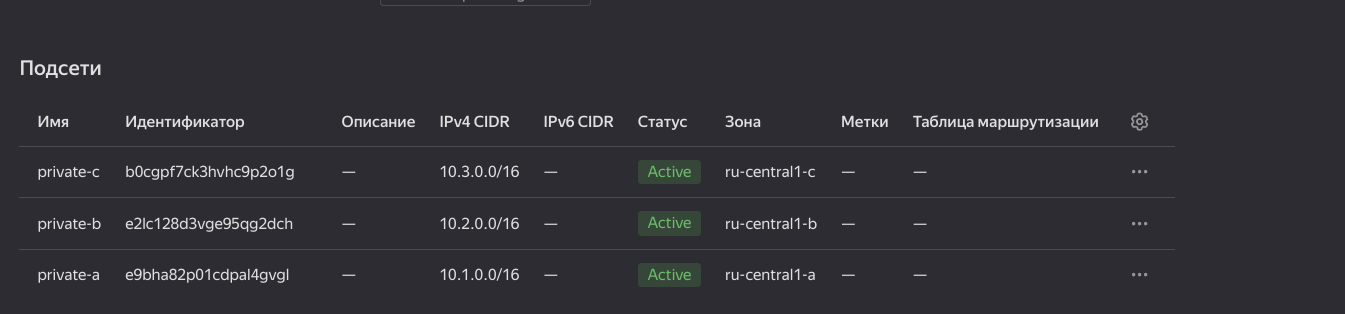 Подсети
Имя Идентификатор Описание IPv4 CIDR IPv6 CIDR Статус Зона Метки Таблица маршрутизации
private-c b0cgpf7ck3hvhc9p2o1g — 10.3.0.0/16 — Active ru-central1-c — —
private-b e2lc128d3vge95qg2dch — 10.2.0.0/16 — Active ru-central1-b — —
private-a e9bha82p01cdpal4gvgl — 10.1.0.0/16 — Active ru-central1-a — —